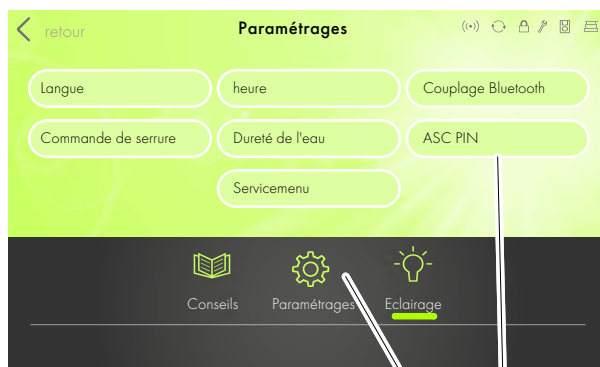 retour Paramétrages
Langue heure Couplage Bluetooth
Commande de serrure Dureté de l'eau ASC PIN
Servicemenu
Conseils Paramétrages Eclairage